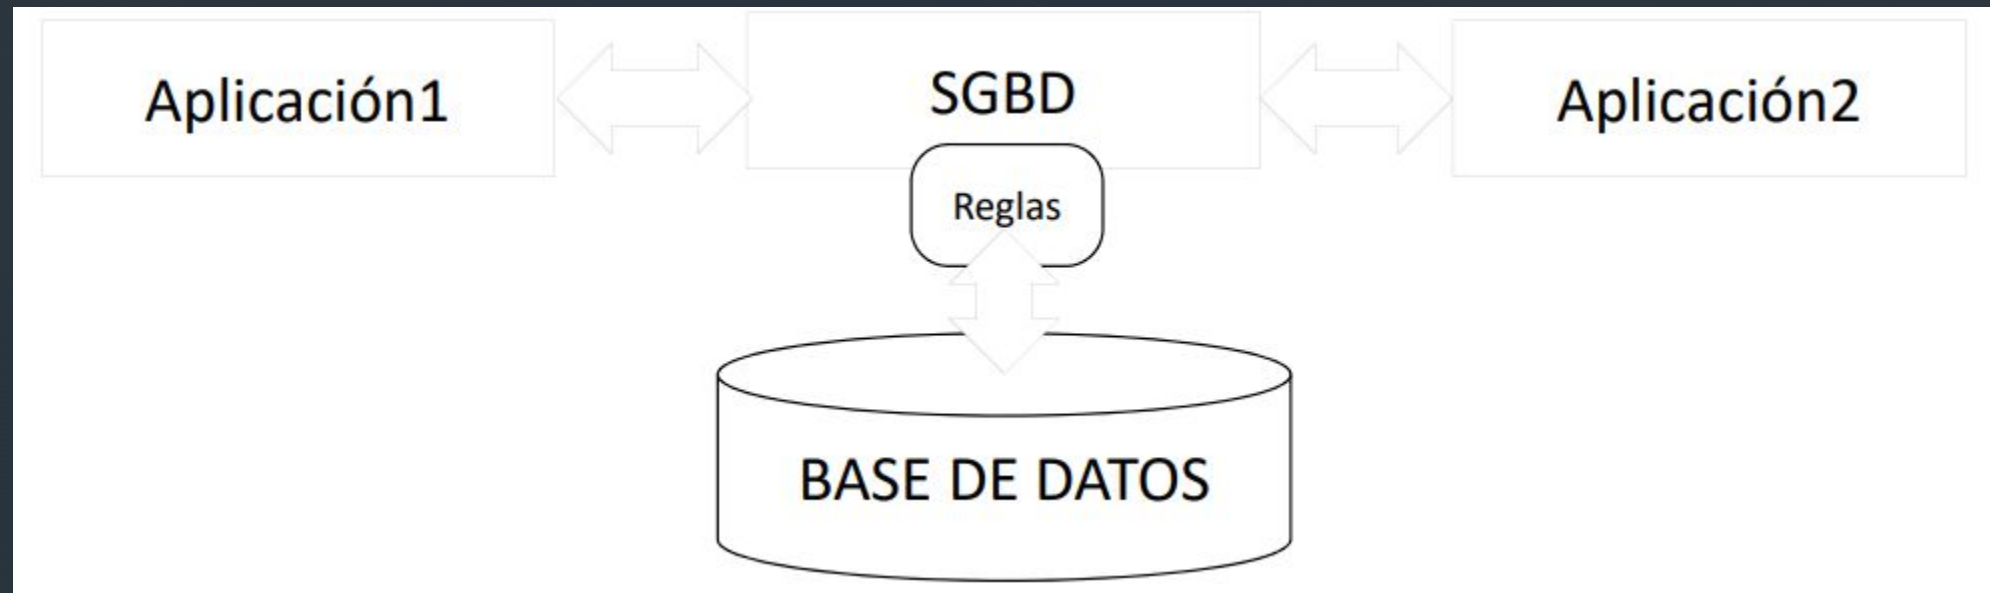 Aplicación1
SGBD
Aplicación2
Reglas
BASE DE DATOS